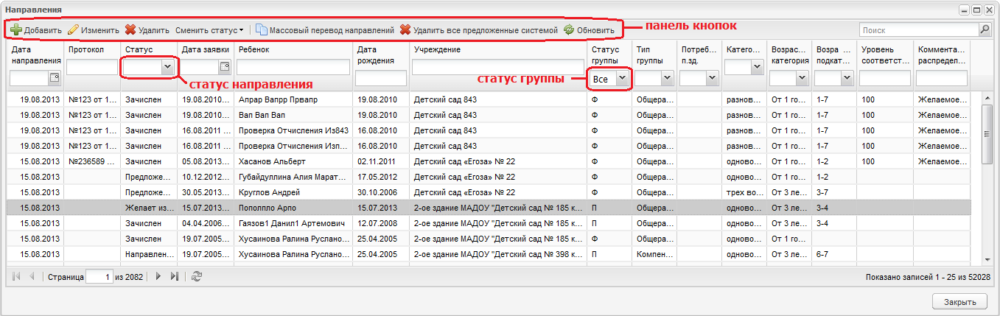 Направления
Добавить Изменить Удалить Сменить статус Массовый перевод направлений Удалить все предложенные системой Обновить панель кнопок Поиск
Дата направления Протокол Статус Дата заявки Ребенок Дата рождения Учреждение Статус группы Тип группы Потреб... п.зд. Катего... Возрас... категория Возра ... подкат... Уровень соответст... Коммента... распредел...
Все
статус направления статус группы
19.08.2013 №123 от 1... Зачислен 19.08.2010... Апрар Вапрр Првапр 19.08.2010 Детский сад 843 Ф Общера... разнов... От 1 го... 1-7 100 Желаемое...
19.08.2013 №123 от 1... Зачислен 19.08.2010... Вап Вап Вап 19.08.2010 Детский сад 843 Ф Общера... разнов... От 1 го... 1-7 100 Желаемое...
19.08.2013 №123 от 1... Зачислен 16.08.2011 ... Проверка Отчисления Из843 16.08.2010 Детский сад 843 Ф Общера... разнов... От 1 го... 1-7 100 Желаемое...
19.08.2013 №123 от 1... Зачислен 16.08.2011 ... Проверка Отчисления Изп... 16.08.2010 Детский сад 843 Ф Общера... разнов... От 1 го... 1-7 100 Желаемое...
15.08.2013 №236589 ... Зачислен 05.08.2013... Хасанов Альберт 02.11.2011 Детский сад «Егоза» № 22 Ф Общера... одново... От 1 го... 1-2 100 Желаемое...
15.08.2013 Предложе... 10.12.2012... Губайдуллина Алия Марат... 17.05.2012 Детский сад «Егоза» № 22 Ф Общера... одново... От 1 го... 1-2
15.08.2013 Предложе... 30.05.2013... Круглов Андрей 30.10.2006 Детский сад «Егоза» № 22 Ф Общера... трех во... От 3 ле... 3-7
15.08.2013 Желает из... 15.07.2013... Пополлло Арпо 15.07.2013 2-ое здание МАДОУ "Детский сад № 185 к... П Общера... одново... От 3 ле... 3-4
15.08.2013 Зачислен 04.04.2006... Гаязов1 Данил1 Артемович 12.07.2008 2-ое здание МАДОУ "Детский сад № 185 к... П Общера... одново... От 3 ле... 3-4
15.08.2013 Зачислен 19.07.2005... Хусаинова Ралина Руслано... 25.04.2005 2-ое здание МАДОУ "Детский сад № 185 к... Ф Общера... одново... От 1 го...
15.08.2013 Направлен... 19.07.2005... Хусаинова Ралина Руслано... 25.04.2005 2-ое здание МАДОУ "Детский сад № 398 к... П Компен... одново... От 3 ле... 6-7
Страница 1 из 2082 Показано записей 1 - 25 из 52028
Закрыть